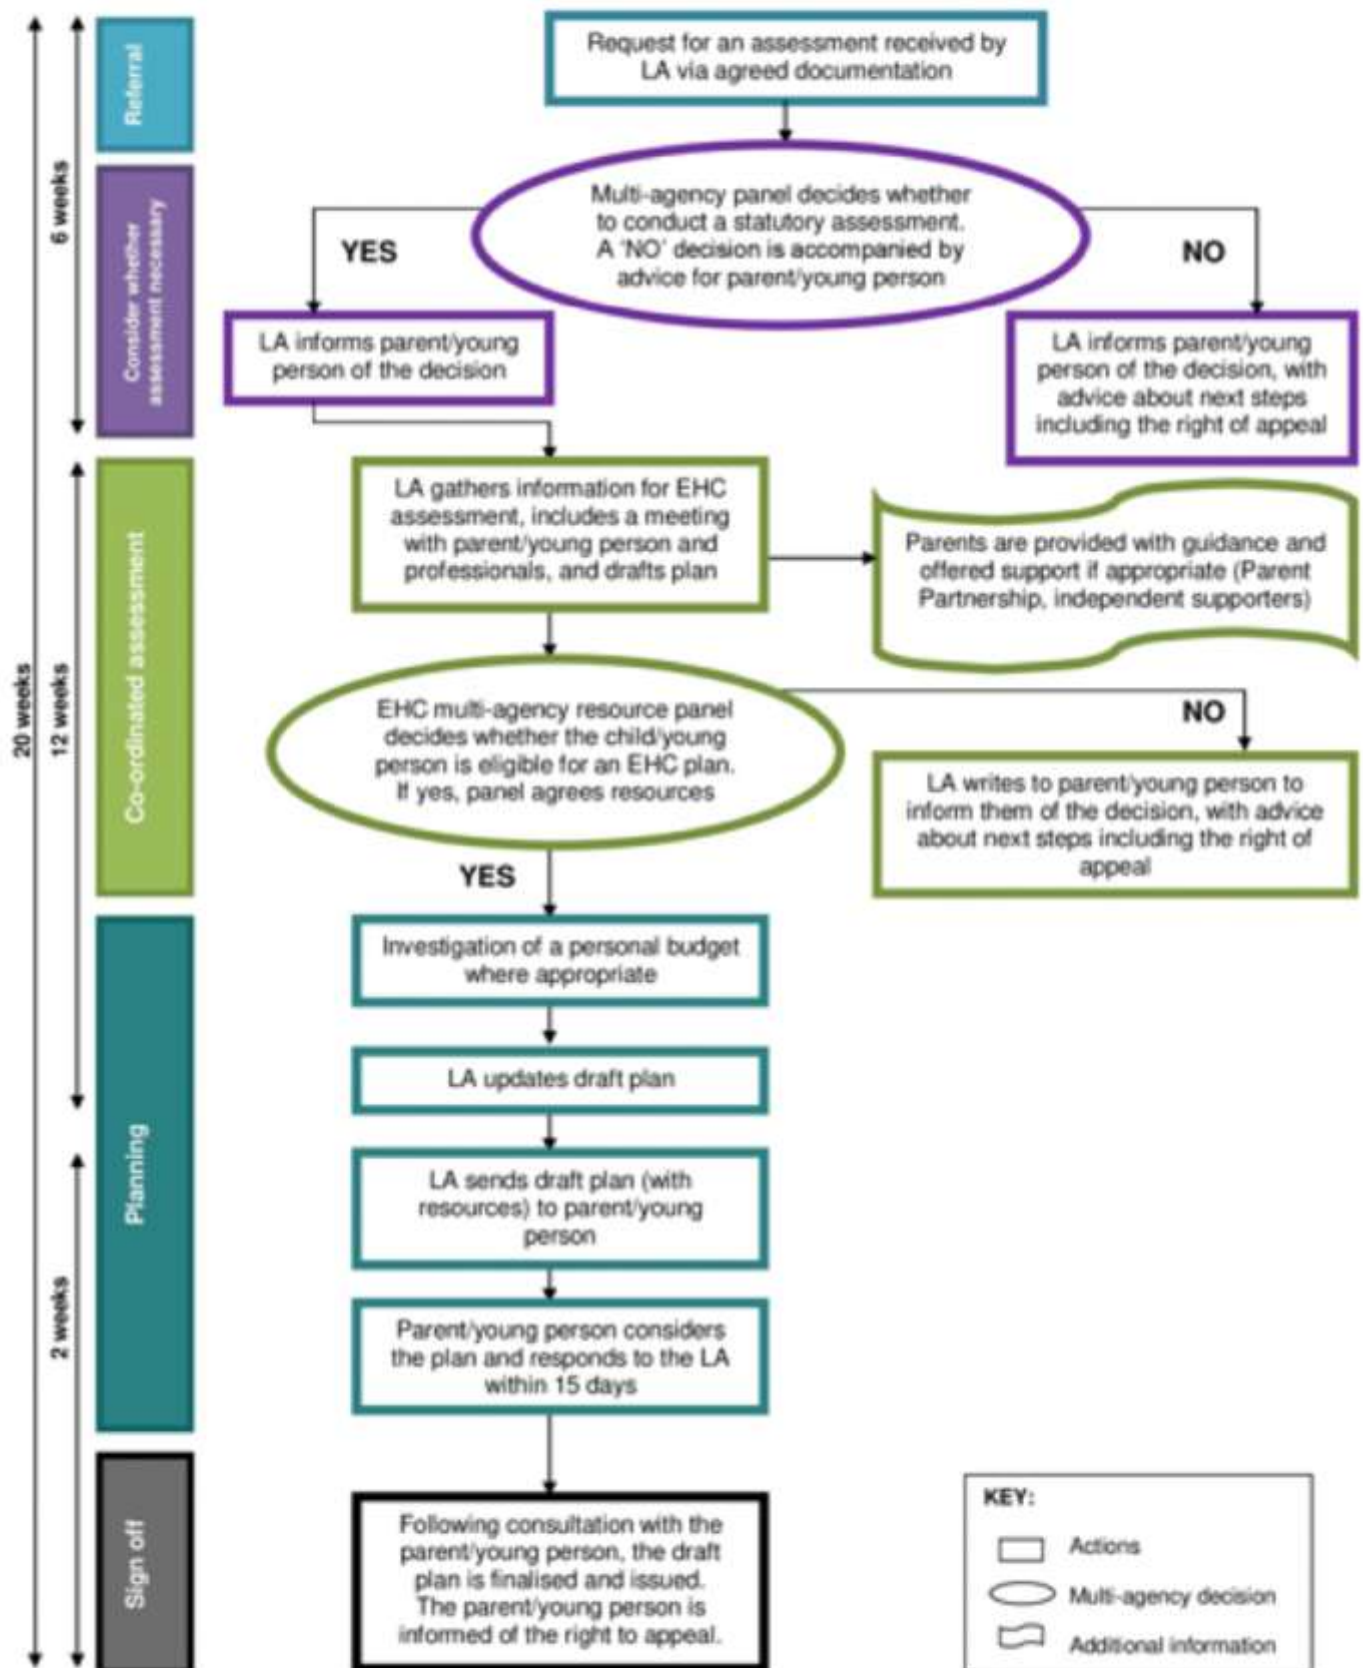 20 weeks
6 weeks
12 weeks
2 weeks
Referral
Consider whether
assessment necessary
Co-ordinated assessment
Planning
Sign off
Request for an assessment received by
LA via agreed documentation
Multi-agency panel decides whether
to conduct a statutory assessment.
A ‘NO’ decision is accompanied by
advice for parent/young person
YES
NO
LA informs parent/young
person of the decision
LA informs parent/young
person of the decision, with
advice about next steps
including the right of appeal
LA gathers information for EHC
assessment, includes a meeting
with parent/young person and
professionals, and drafts plan
Parents are provided with guidance and
offered support if appropriate (Parent
Partnership, independent supporters)
EHC multi-agency resource panel
decides whether the child/young
person is eligible for an EHC plan.
If yes, panel agrees resources
NO
LA writes to parent/young person to
inform them of the decision, with advice
about next steps including the right of
appeal
YES
Investigation of a personal budget
where appropriate
LA updates draft plan
LA sends draft plan (with
resources) to parent/young
person
Parent/young person considers
the plan and responds to the LA
within 15 days
Following consultation with the
parent/young person, the draft
plan is finalised and issued.
The parent/young person is
informed of the right to appeal.
KEY:
Actions
Multi-agency decision
Additional information